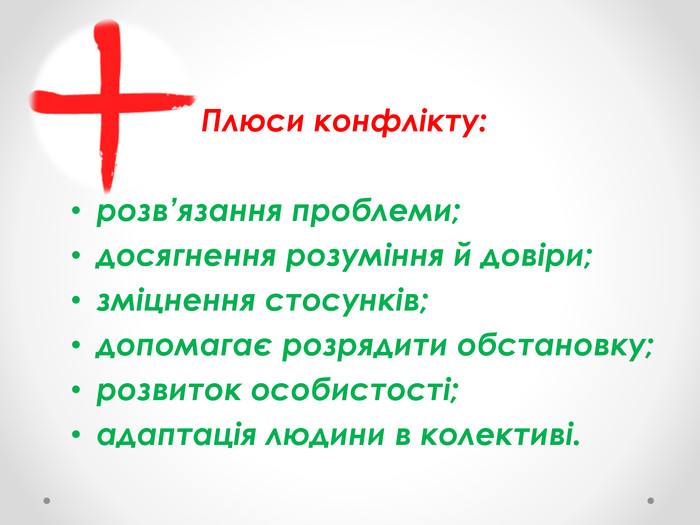 Плюси конфлікту:
• розв’язання проблеми;
• досягнення розуміння й довіри;
• зміцнення стосунків;
• допомагає розрядити обстановку;
• розвиток особистості;
• адаптація людини в колективі.